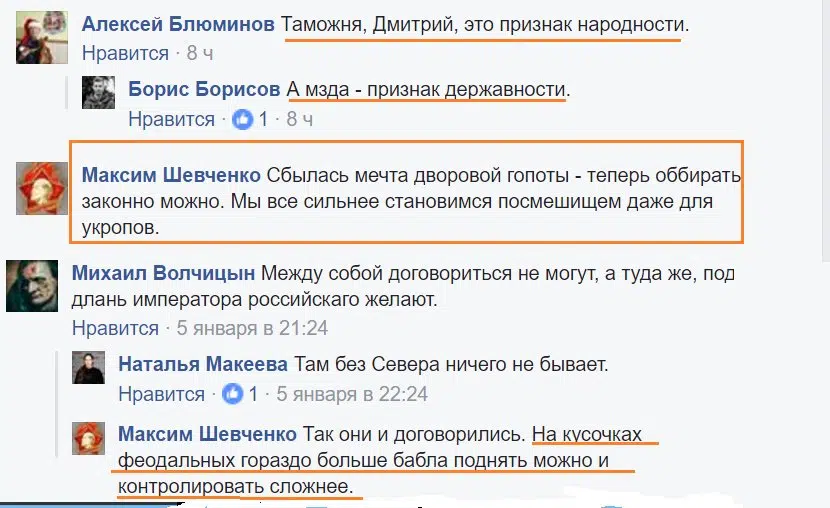 Алексей Блюминов Таможня, Дмитрий, это признак народности.
Нравится · 8 ч
Борис Борисов А мзда - признак державности.
Нравится · 1 · 8 ч
Максим Шевченко Сбылась мечта дворовой гопоты - теперь оббирать
законно можно. Мы все сильнее становимся посмешищем даже для
укропов.
Михаил Волчицын Между собой договориться не могут, а туда же, под
длань императора российскаго желают.
Нравится · 5 января в 21:24
Наталья Макеева Там без Севера ничего не бывает.
Нравится · 1 · 5 января в 22:24
Максим Шевченко Так они и договорились. На кусочках
феодальных гораздо больше бабла поднять можно и
контролировать сложнее.